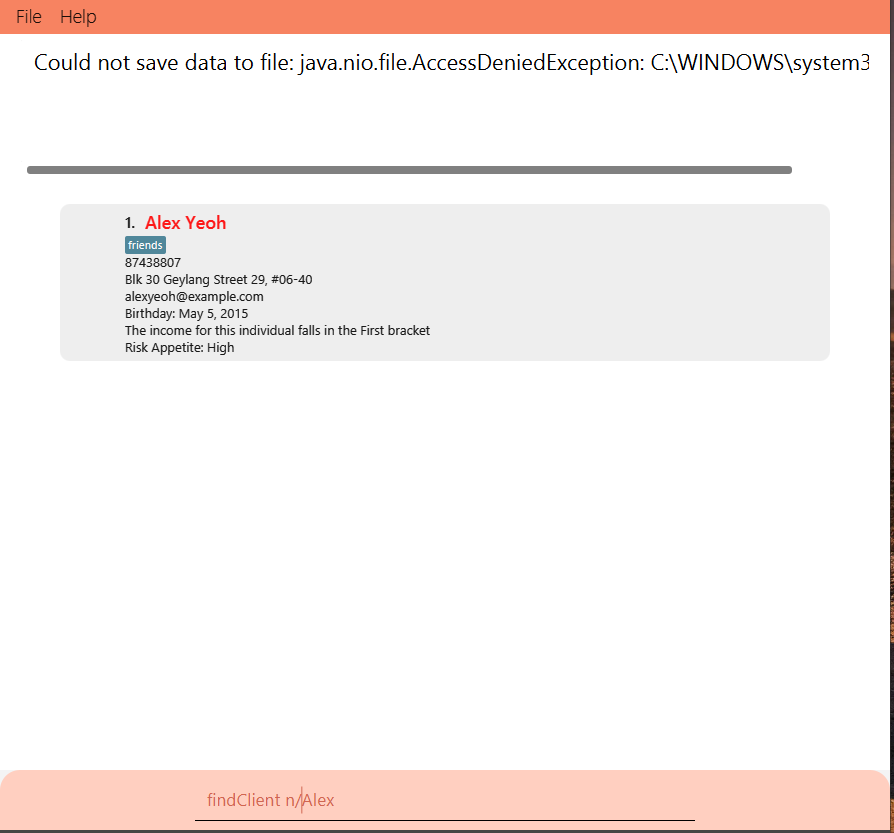 File Help
Could not save data to file: java.nio.file.AccessDeniedException: C:\WINDOWS\system3
1. Alex Yeoh
friends
87438807
Blk 30 Geylang Street 29, #06-40
alexyeoh@example.com
Birthday: May 5, 2015
The income for this individual falls in the First bracket
Risk Appetite: High
findClient n/Alex